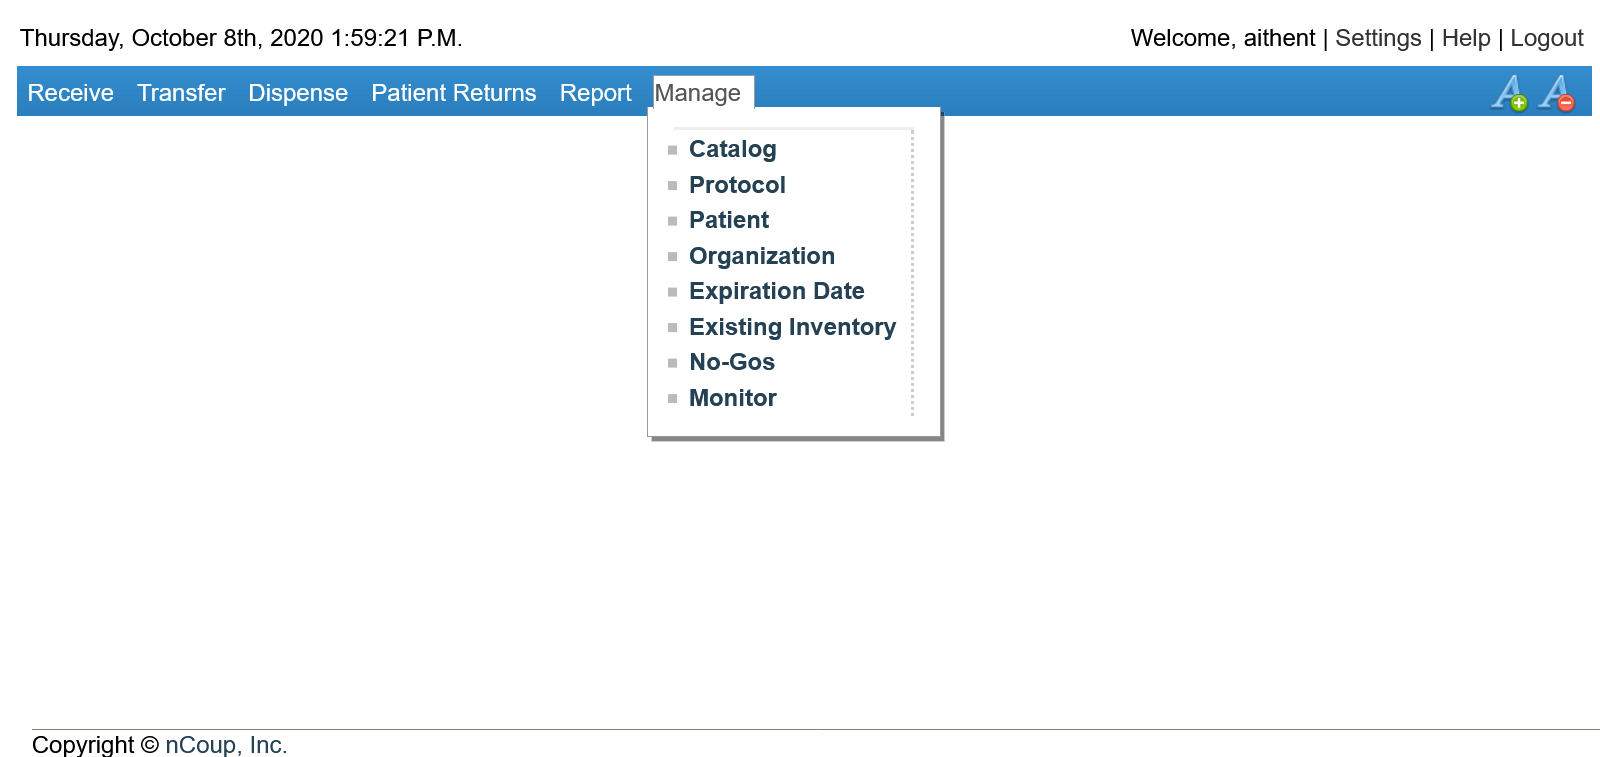 Thursday, October 8th, 2020 1:59:21 P.M.
Welcome, aithent | Settings | Help | Logout
Receive Transfer Dispense Patient Returns Report Manage
Catalog
Protocol
Patient
Organization
Expiration Date
Existing Inventory
No-Gos
Monitor
Copyright © nCoup, Inc.